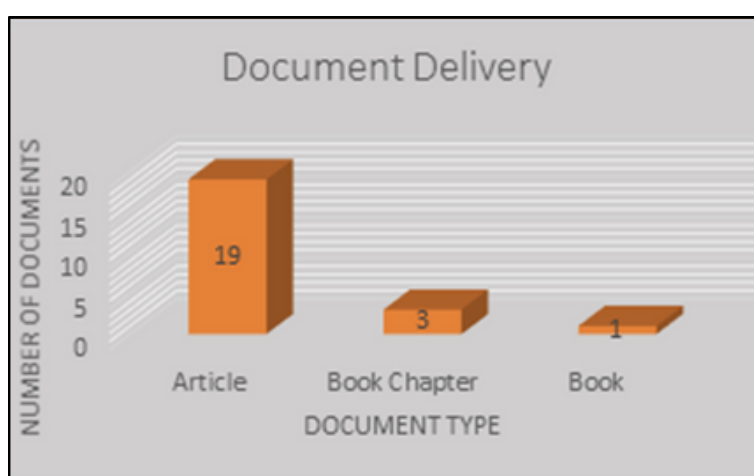 Document Delivery
NUMBER OF DOCUMENTS
20
15
10
5
0
19
3
1
Article
Book Chapter
Book
DOCUMENT TYPE